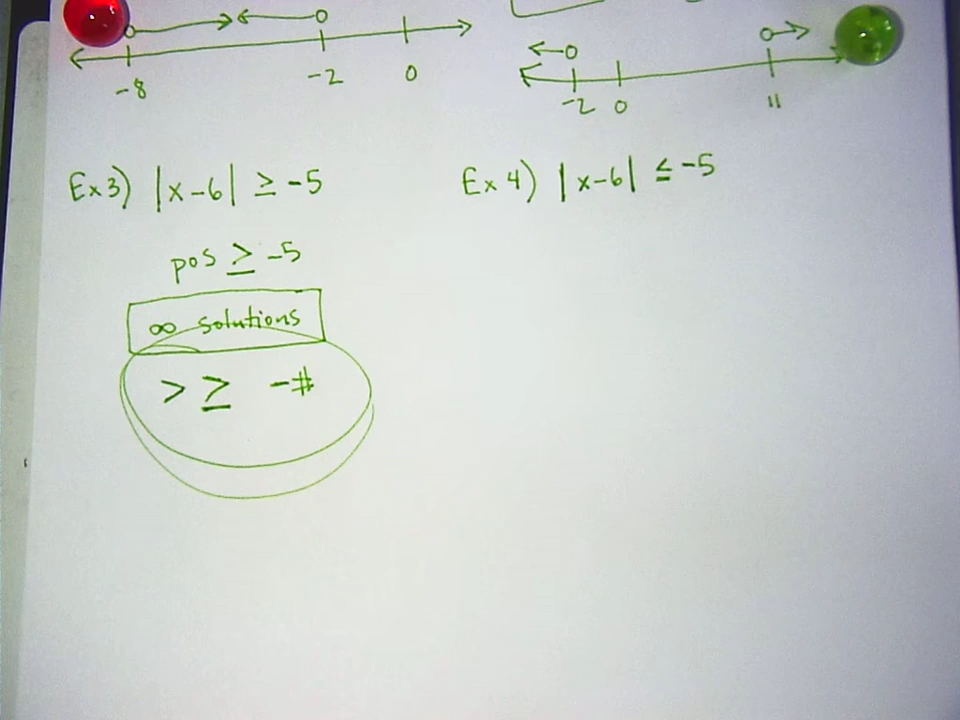 -8 -2 0
-2 0 11
Ex 3) |x-6| ≥ -5
pos ≥ -5
∞ solutions
> ≥ -#
Ex 4) |x-6| ≤ -5